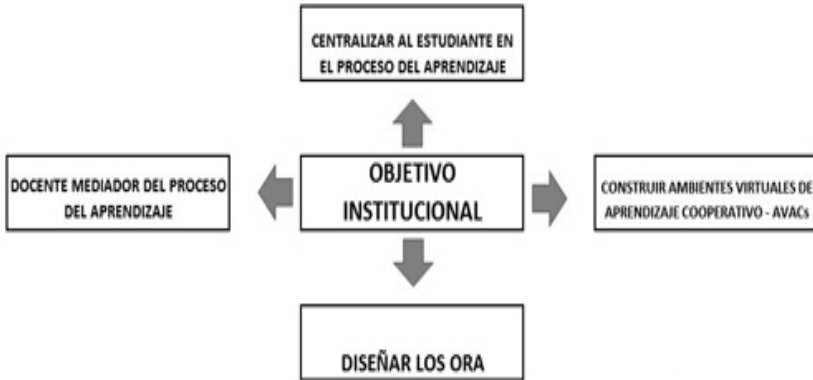 CENTRALIZAR AL ESTUDIANTE EN
EL PROCESO DEL APRENDIZAJE
DOCENTE MEDIADOR DEL PROCESO
DEL APRENDIZAJE
OBJETIVO
INSTITUCIONAL
CONSTRUIR AMBIENTES VIRTUALES DE
APRENDIZAJE COOPERATIVO - AVACs
DISEÑAR LOS ORA